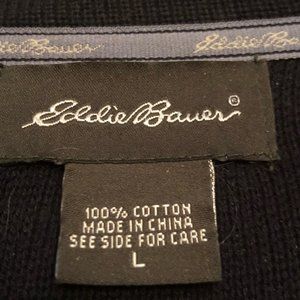 Eddie Bauer Eddie Bauer
Eddie Bauer®
100% COTTON
MADE IN CHINA
SEE SIDE FOR CARE
L